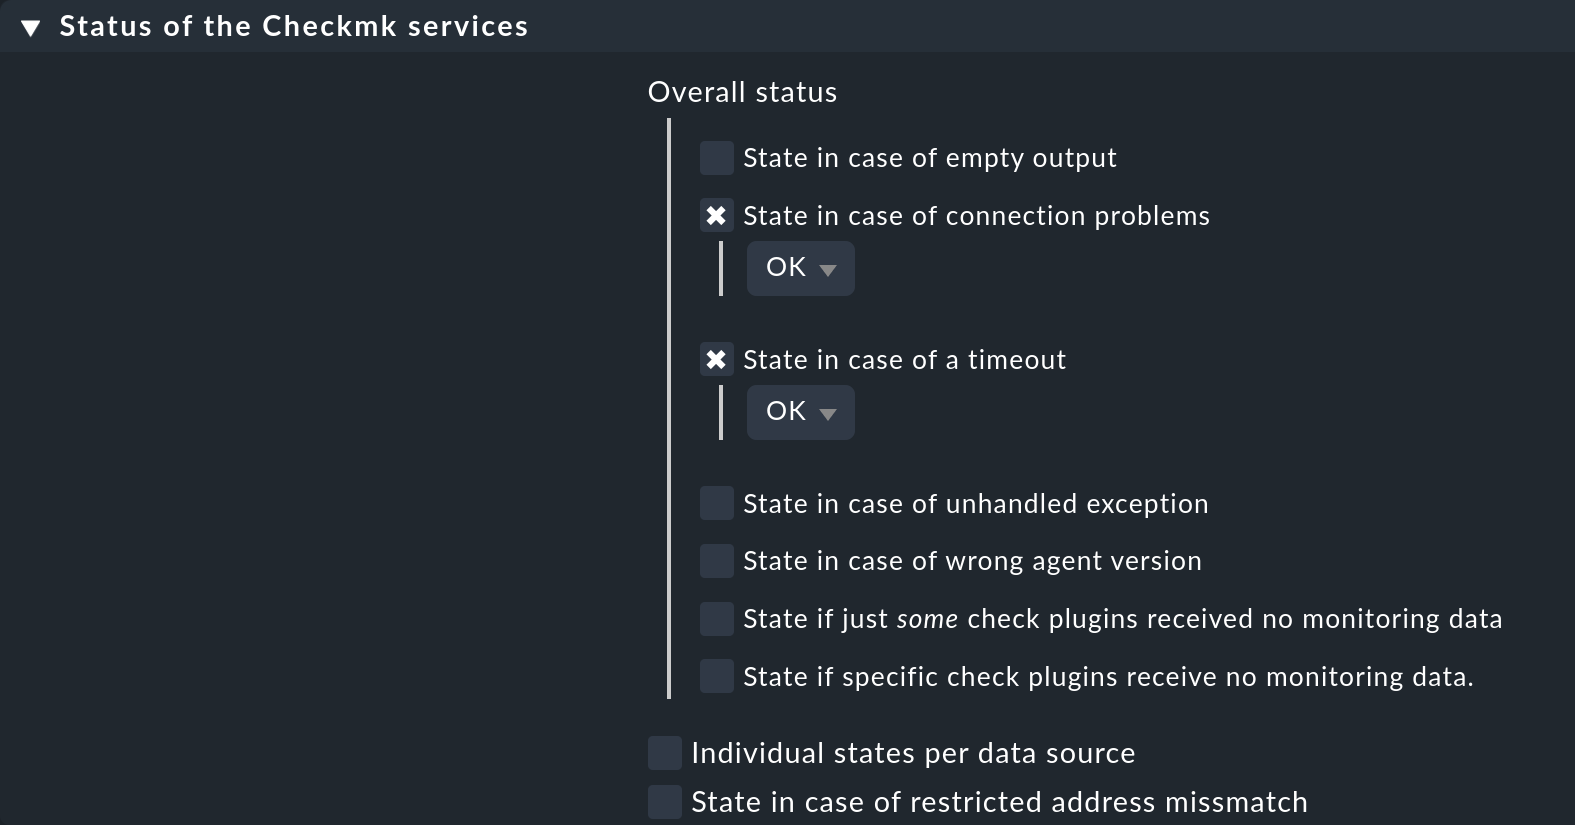 Status of the Checkmk services
Overall status
State in case of empty output
State in case of connection problems
OK
State in case of a timeout
OK
State in case of unhandled exception
State in case of wrong agent version
State if just some check plugins received no monitoring data
State if specific check plugins receive no monitoring data.
Individual states per data source
State in case of restricted address missmatch